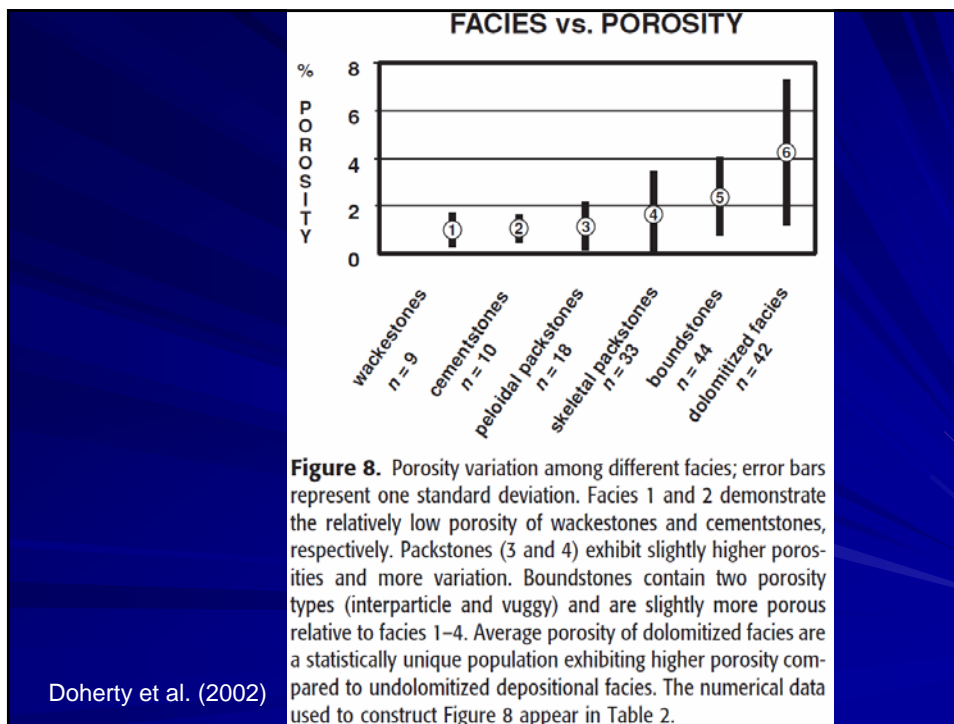 FACIES vs. POROSITY
%
8
6
4
2
0
POROSITY
1
2
3
4
5
6
wackestones
n = 9
cementstones
n = 10
peloidal packstones
n = 18
skeletal packstones
n = 33
boundstones
n = 44
dolomitized facies
n = 42
Figure 8. Porosity variation among different facies; error bars
represent one standard deviation. Facies 1 and 2 demonstrate
the relatively low porosity of wackestones and cementstones,
respectively. Packstones (3 and 4) exhibit slightly higher poros-
ities and more variation. Boundstones contain two porosity
types (interparticle and vuggy) and are slightly more porous
relative to facies 1–4. Average porosity of dolomitized facies are
a statistically unique population exhibiting higher porosity com-
pared to undolomitized depositional facies. The numerical data
used to construct Figure 8 appear in Table 2.
Doherty et al. (2002)